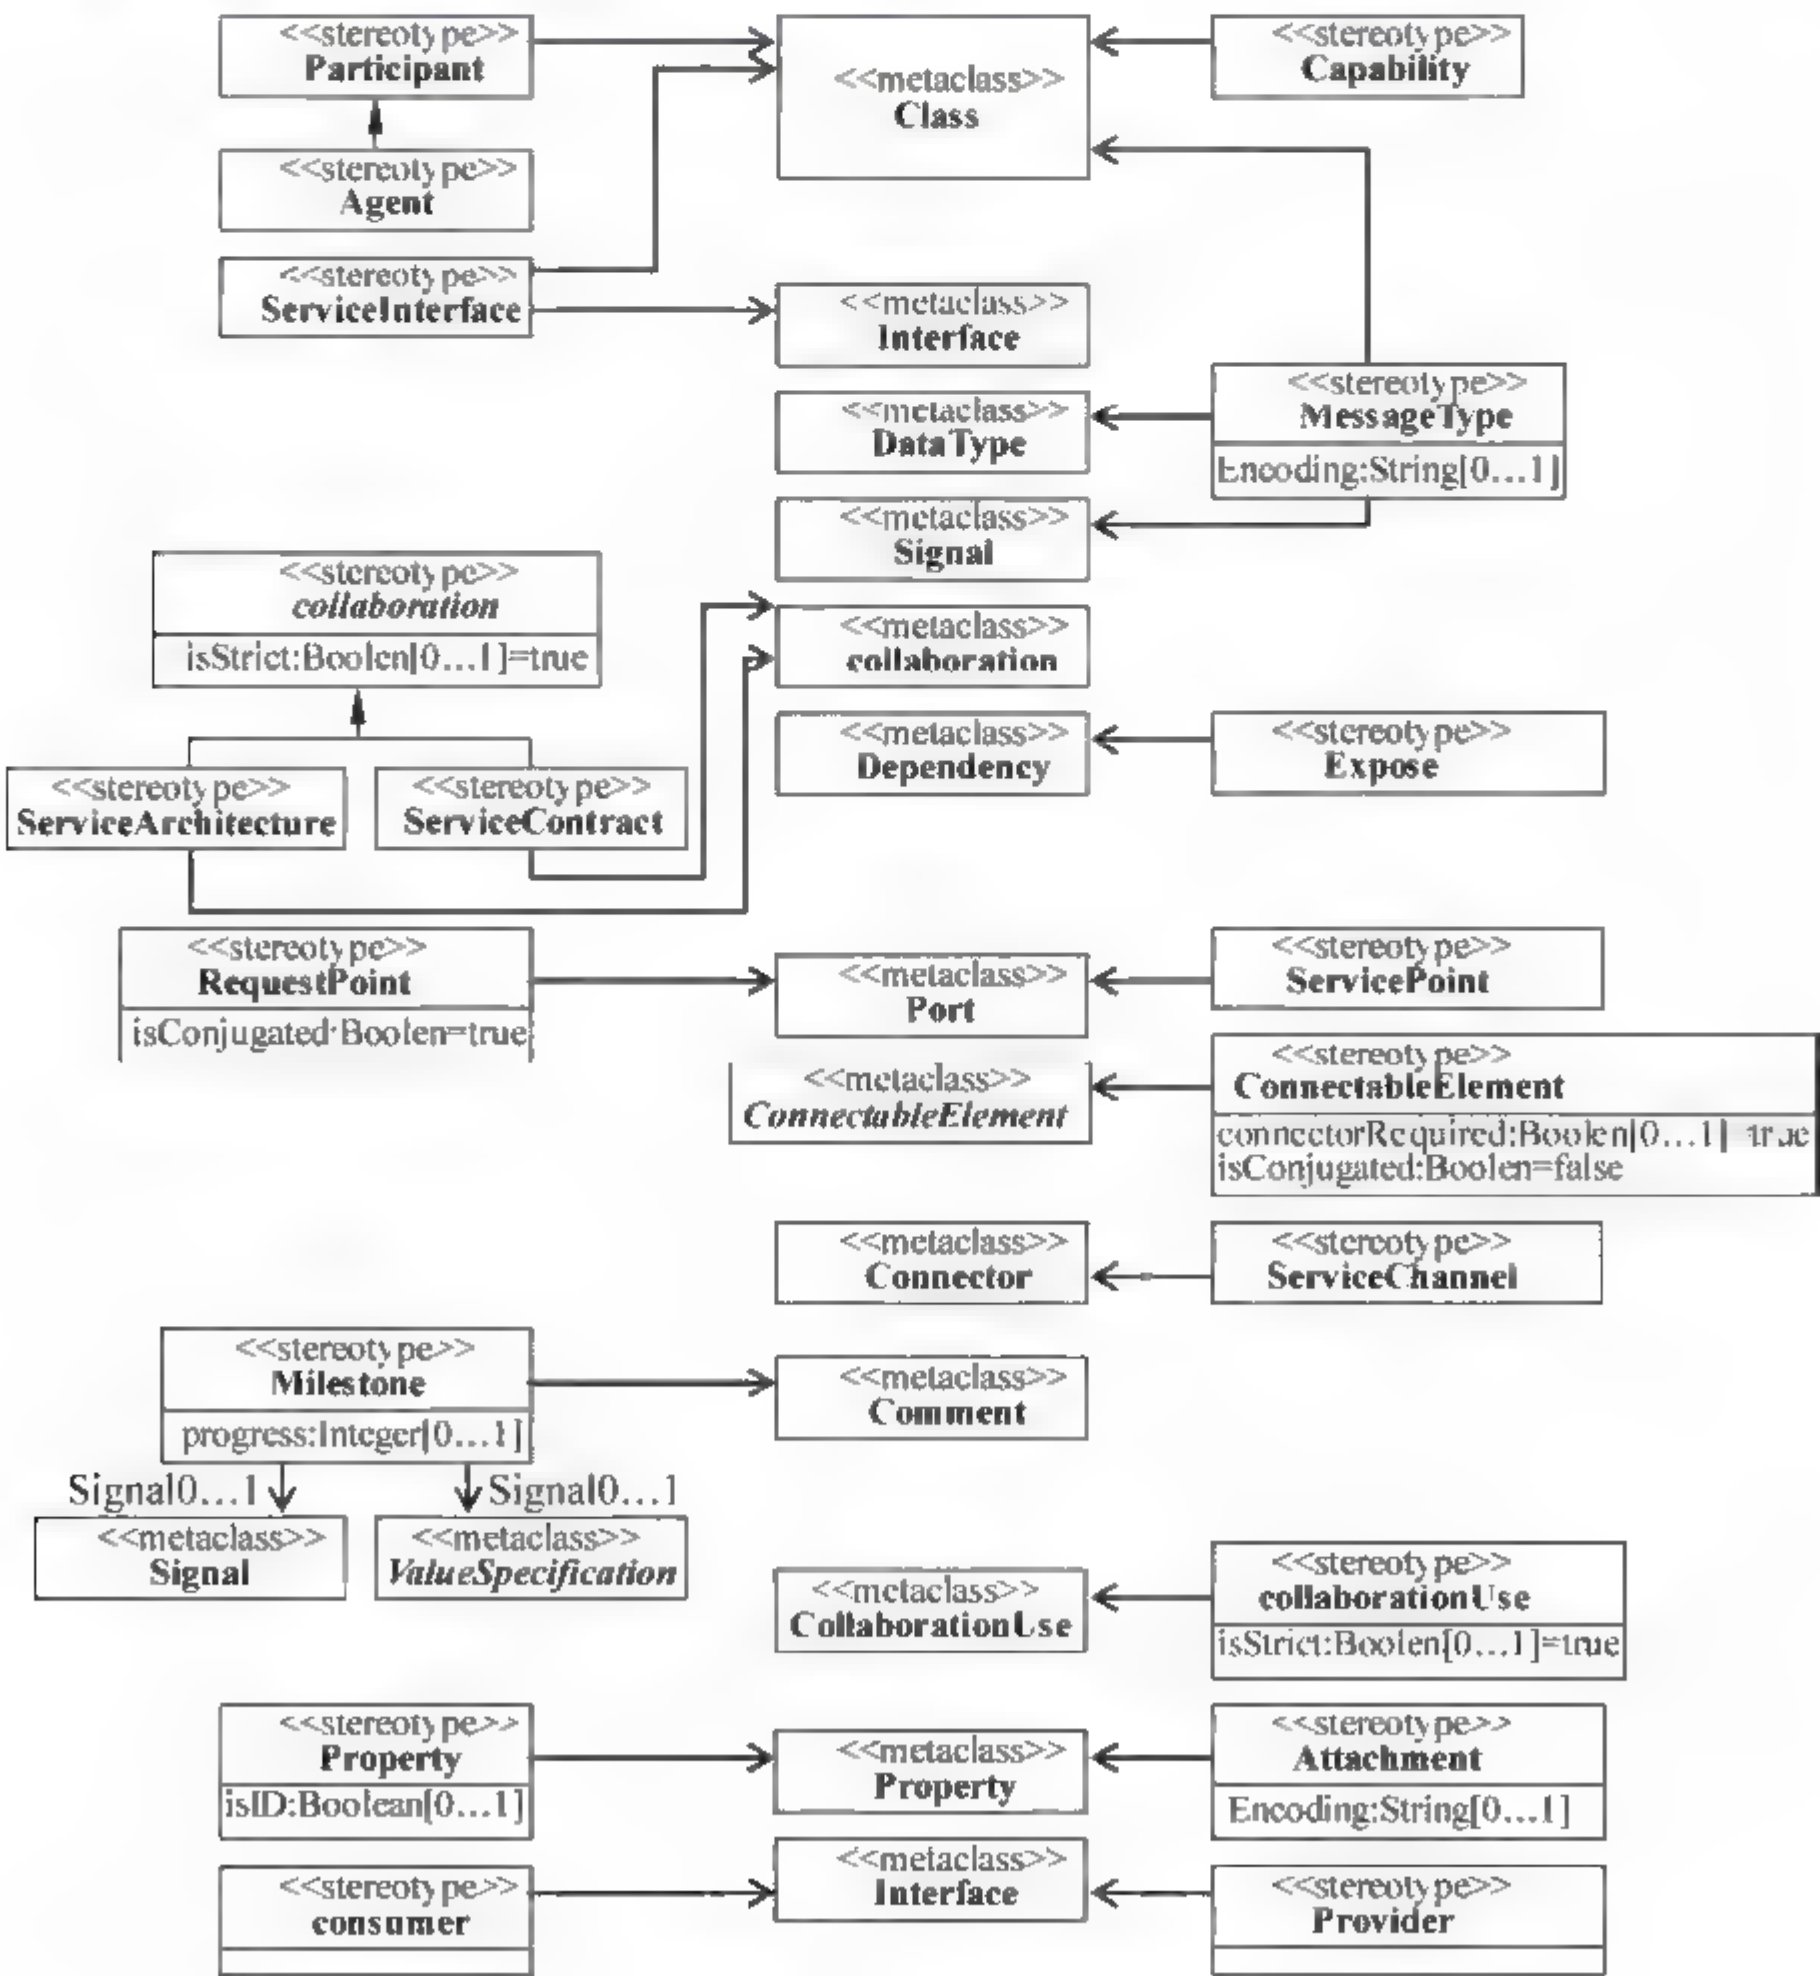 <<stereotype>>
Participant
<<metaclass>>
Class
<<stereotype>>
Capability
<<stereotype>>
Agent
<<stereotype>>
ServiceInterface
<<metaclass>>
Interface
<<metaclass>>
DataType
<<stereotype>>
MessageType
Encoding:String[0...1]
<<metaclass>>
Signal
<<stereotype>>
collaboration
isStrict:Boolen[0...1]=true
<<metaclass>>
collaboration
<<metaclass>>
Dependency
<<stereotype>>
Expose
<<stereotype>>
ServiceArchitecture
<<stereotype>>
ServiceContract
<<stereotype>>
RequestPoint
isConjugated:Boolen=true
<<metaclass>>
Port
<<stereotype>>
ServicePoint
<<metaclass>>
ConnectableElement
<<stereotype>>
ConnectableElement
connectorRequired:Boolen[0...1] true
isConjugated:Boolen=false
<<metaclass>>
Connector
<<stereotype>>
ServiceChannel
<<stereotype>>
Milestone
progress:Integer[0...1]
<<metaclass>>
Comment
Signal0...1
Signal0...1
<<metaclass>>
Signal
<<metaclass>>
ValueSpecification
<<metaclass>>
CollaborationUse
<<stereotype>>
collaborationUse
isStrict:Boolen[0...1]=true
<<stereotype>>
Property
isID:Boolean[0...1]
<<metaclass>>
Property
<<stereotype>>
Attachment
Encoding:String[0...1]
<<stereotype>>
consumer
<<metaclass>>
Interface
<<stereotype>>
Provider